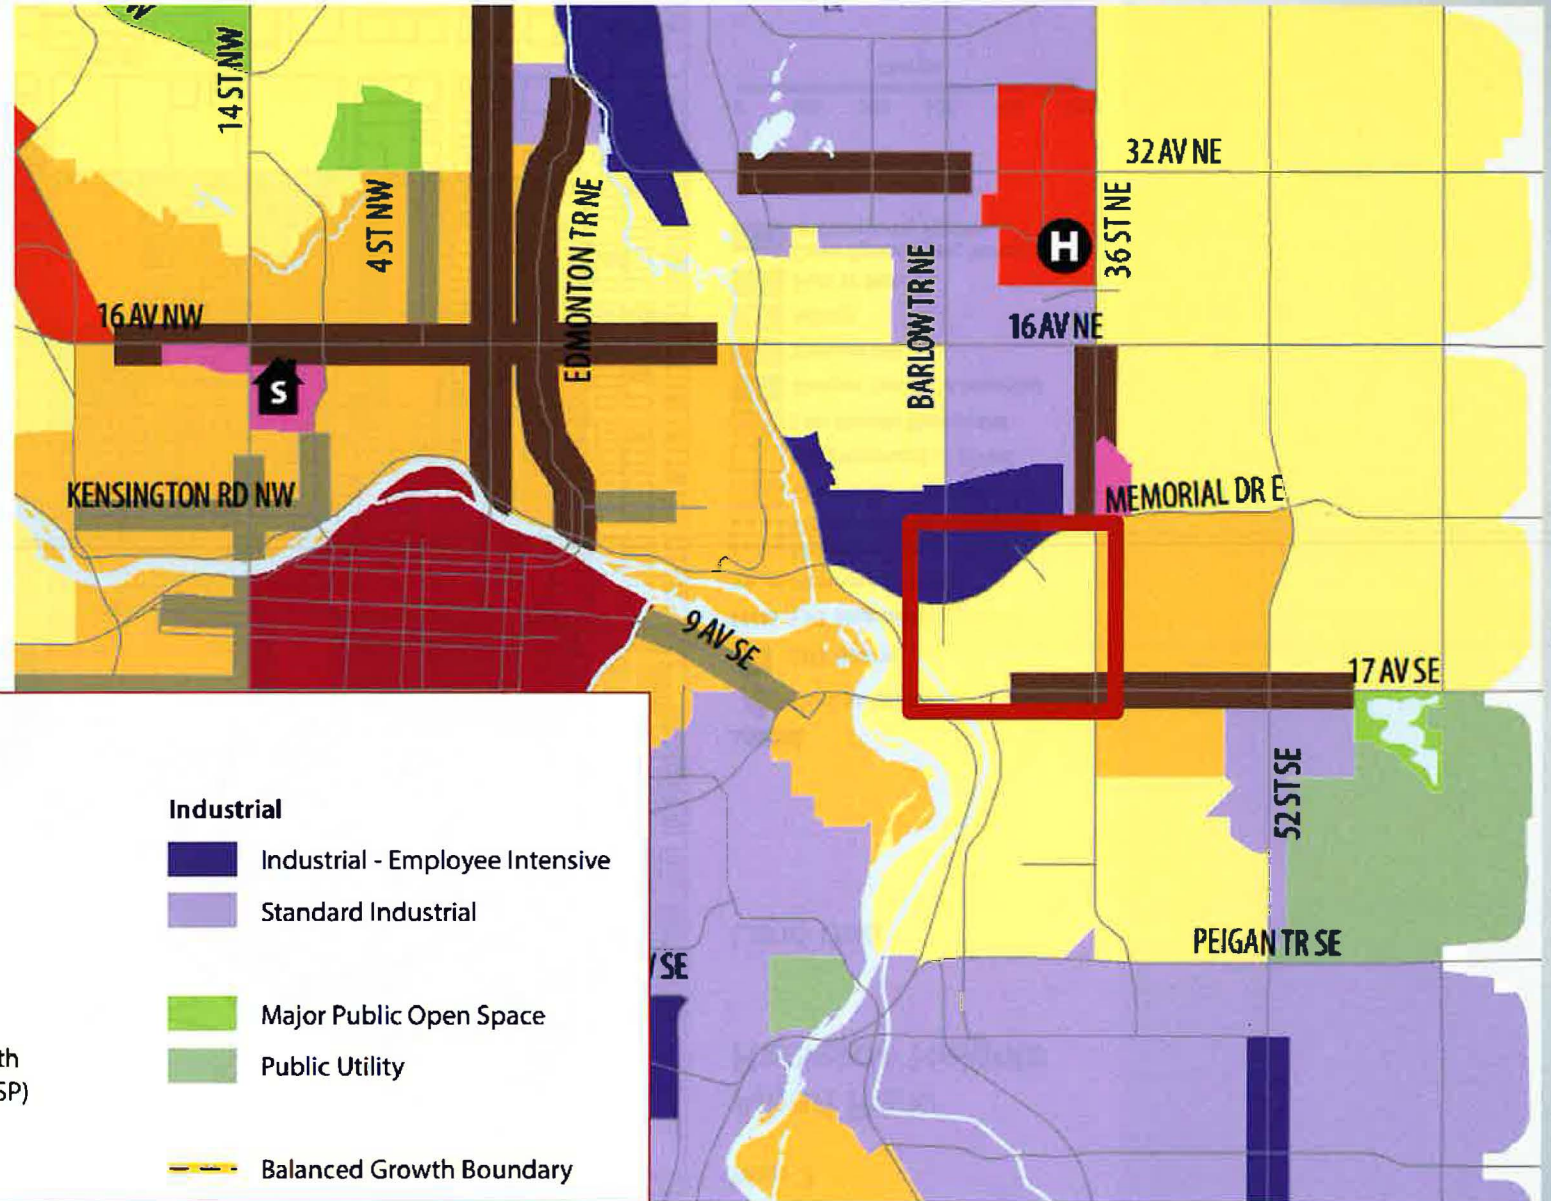 14 ST NW
32 AV NE
4 ST NW
EDMONTON TR NE
36 ST NE
H
BARLOW TR NE
16 AV NW
16 AV NE
S
KENSINGTON RD NW
MEMORIAL DR E
9 AV SE
17 AV SE
52 ST SE
PEIGAN TR SE
SE
Industrial
Industrial - Employee Intensive
Standard Industrial
Major Public Open Space
Public Utility
th
SP)
Balanced Growth Boundary